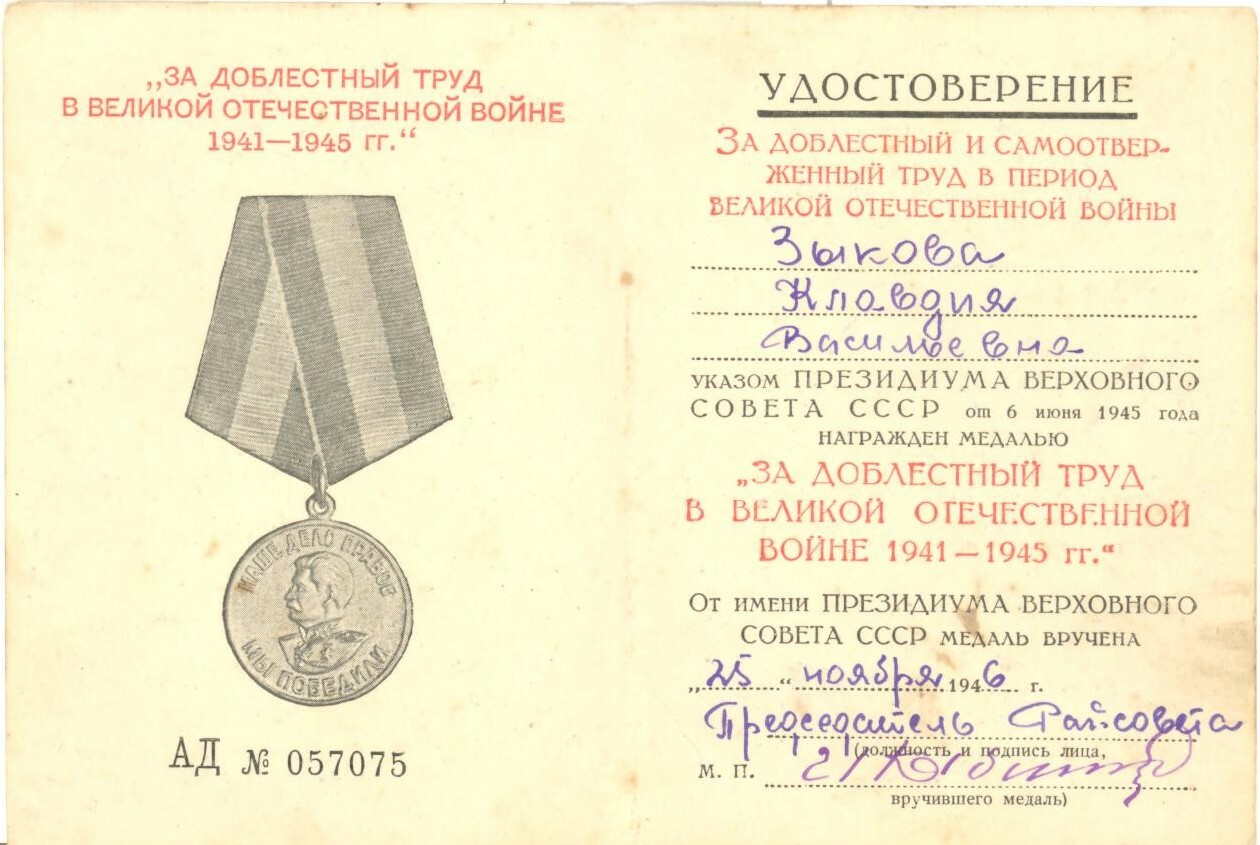 „ЗА ДОБЛЕСТНЫЙ ТРУД
В ВЕЛИКОЙ ОТЕЧЕСТВЕННОЙ ВОЙНЕ
1941—1945 гг.“
НАШЕ ДЕЛО ПРАВОЕ
МЫ ПОБЕДИЛИ
АД № 057075
УДОСТОВЕРЕНИЕ
ЗА ДОБЛЕСТНЫЙ И САМООТВЕР-
ЖЕННЫЙ ТРУД В ПЕРИОД
ВЕЛИКОЙ ОТЕЧЕСТВЕННОЙ ВОЙНЫ
Зыкова
Клавдия
Васильевна
УКАЗОМ ПРЕЗИДИУМА ВЕРХОВНОГО
СОВЕТА СССР от 6 июня 1945 года
НАГРАЖДЕН МЕДАЛЬЮ
„ЗА ДОБЛЕСТНЫЙ ТРУД
В ВЕЛИКОЙ ОТЕЧЕСТВЕННОЙ
ВОЙНЕ 1941—1945 гг.“
ОТ ИМЕНИ ПРЕЗИДИУМА ВЕРХОВНОГО
СОВЕТА СССР МЕДАЛЬ ВРУЧЕНА
„25“ ноября 1946 г.
Председатель Райсовета
(должность и подпись лица,
М. П.
вручившего медаль)